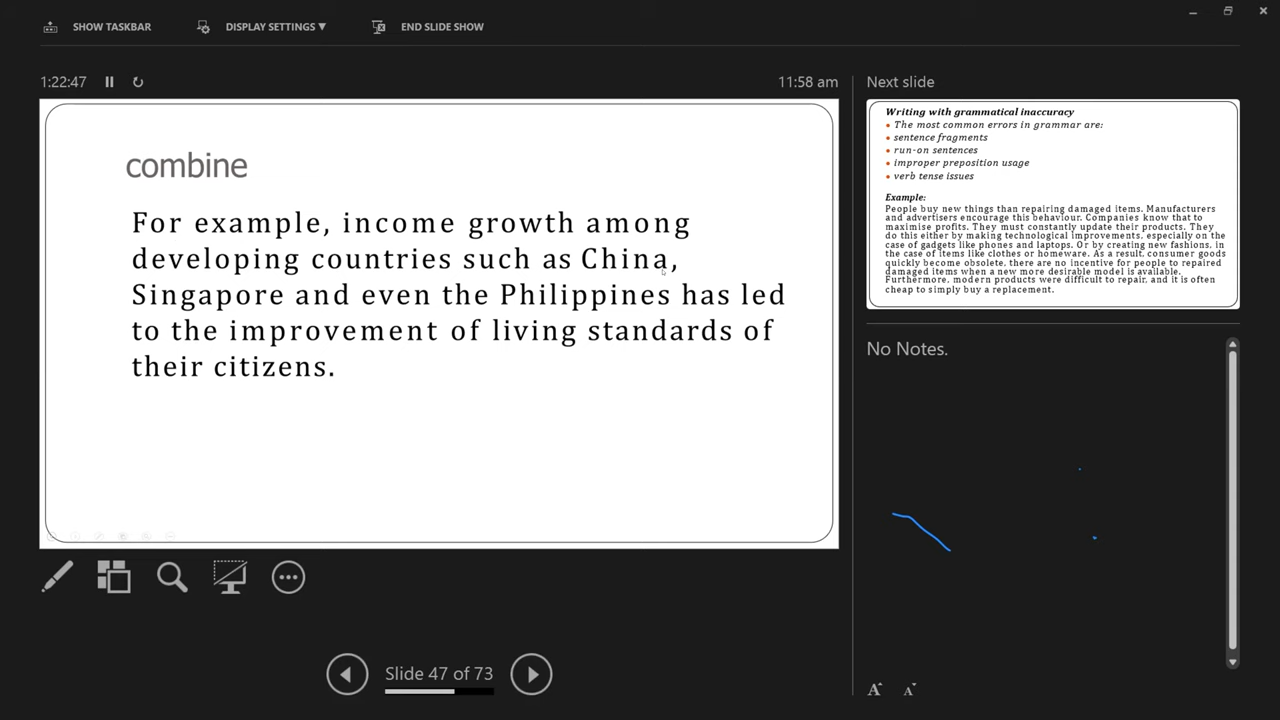 SHOW TASKBAR
DISPLAY SETTINGS ▼
END SLIDE SHOW
1:22:47
11:58 am
combine
For example, income growth among
developing countries such as China,
Singapore and even the Philippines has led
to the improvement of living standards of
their citizens.
Slide 47 of 73
Next slide
Writing with grammatical inaccuracy
• The most common errors in grammar are:
• sentence fragments
• run-on sentences
• improper preposition usage
• verb tense issues
Example:
People buy new things than repairing damaged items. Manufacturers
and advertisers encourage this behaviour. Companies know that to
maximise profits. They must constantly update their products. They
do this either by making technological improvements, especially on the
case of gadgets like phones and laptops. Or by creating new fashions, in
the case of items like clothes or homeware. As a result, consumer goods
quickly become obsolete, there are no incentive for people to repaired
damaged items when a new more desirable model is available.
Furthermore, modern products were difficult to repair, and it is often
cheap to simply buy a replacement.
No Notes.
A A